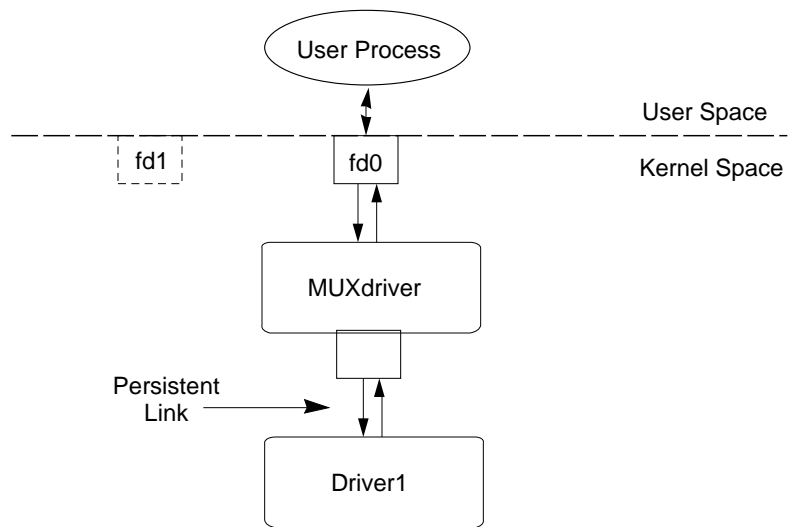 User Process
User Space
fd1
fd0
Kernel Space
MUXdriver
Persistent
Link
Driver1